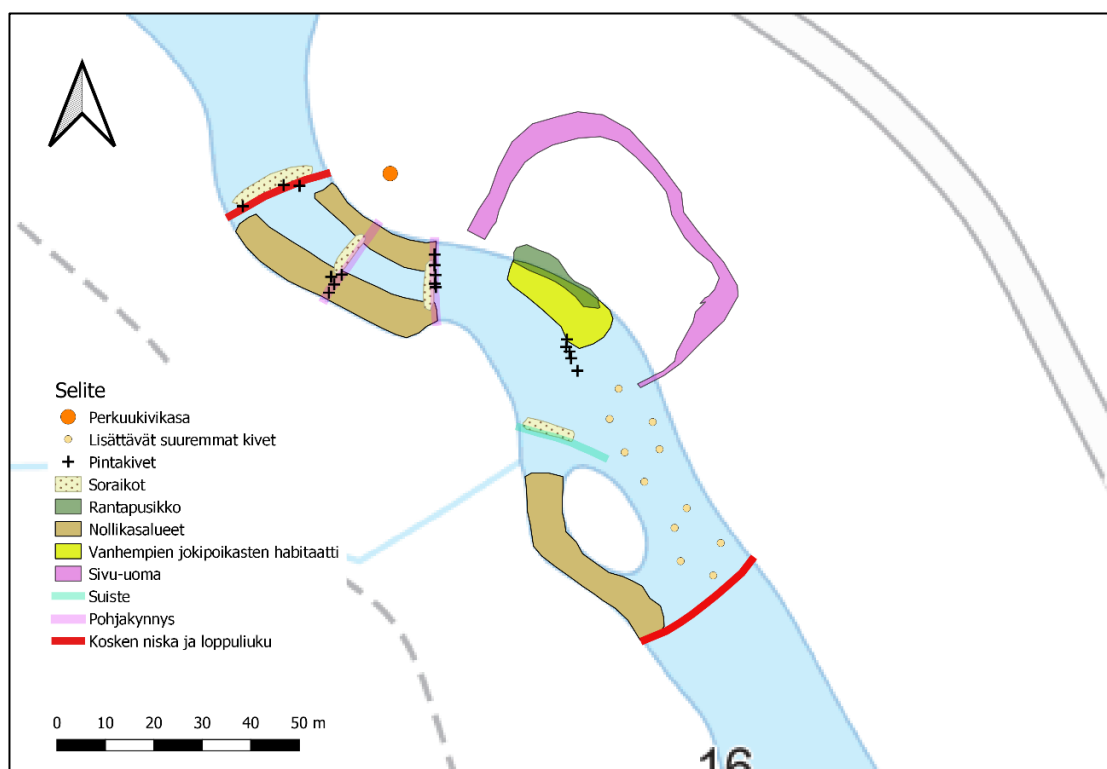 Selite
Perkuukivikasa
Lisättävät suuremmat kivet
Pintakivet
Soraikot
Rantapusikko
Nollikasalueet
Vanhempien jokipoikasten habitaatti
Sivu-uoma
Suiste
Pohjakynnys
Kosken niska ja loppuliuku
0 10 20 30 40 50 m
16